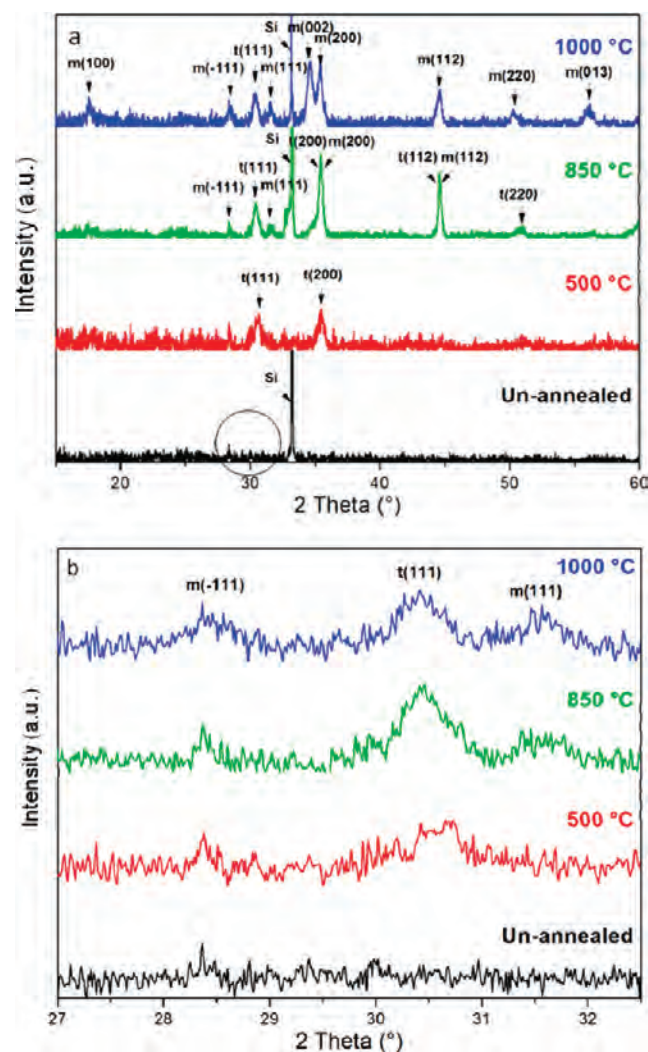 a
Si
m(002)
m(200)
1000 °C
m(100)
t(111)
m(-111)
m(111)
m(112)
m(220)
m(013)
Si
t(200) m(200)
t(112) m(112)
850 °C
t(111)
m(-111)
m(111)
t(220)
500 °C
t(111)
t(200)
Un-annealed
Si
Intensity (a.u.)
20 30 40 50 60
2 Theta (°)
b
1000 °C
m(-111)
t(111)
m(111)
850 °C
500 °C
Un-annealed
Intensity (a.u.)
27 28 29 30 31 32
2 Theta (°)